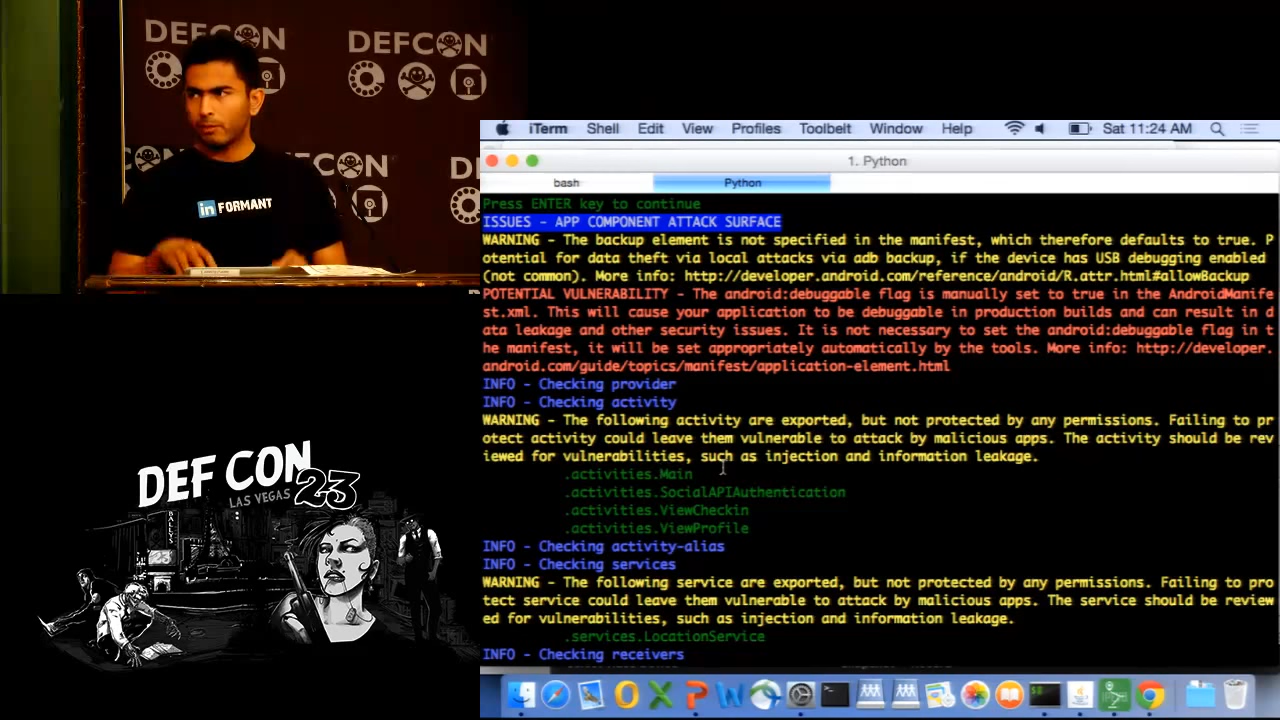 DEFCON
DEFCON
CON
DEFCON
DE
in FORMANT
DEF CON 23
LAS VEGAS
BALLY'S
iTerm Shell Edit View Profiles Toolbelt Window Help Sat 11:24 AM
1. Python
bash Python
Press ENTER key to continue
ISSUES - APP COMPONENT ATTACK SURFACE
WARNING - The backup element is not specified in the manifest, which therefore defaults to true. P
otential for data theft via local attacks via adb backup, if the device has USB debugging enabled
(not common). More info: http://developer.android.com/reference/android/R.attr.html#allowBackup
POTENTIAL VULNERABILITY - The android:debuggable flag is manually set to true in the AndroidManife
st.xml. This will cause your application to be debuggable in production builds and can result in d
ata leakage and other security issues. It is not necessary to set the android:debuggable flag in t
he manifest, it will be set appropriately automatically by the tools. More info: http://developer.
android.com/guide/topics/manifest/application-element.html
INFO - Checking provider
INFO - Checking activity
WARNING - The following activity are exported, but not protected by any permissions. Failing to pr
otect activity could leave them vulnerable to attack by malicious apps. The activity should be rev
iewed for vulnerabilities, such as injection and information leakage.
.activities.Main
.activities.SocialAPIAuthentication
.activities.ViewCheckin
.activities.ViewProfile
INFO - Checking activity-alias
INFO - Checking services
WARNING - The following service are exported, but not protected by any permissions. Failing to pro
tect service could leave them vulnerable to attack by malicious apps. The service should be review
ed for vulnerabilities, such as injection and information leakage.
.services.LocationService
INFO - Checking receivers